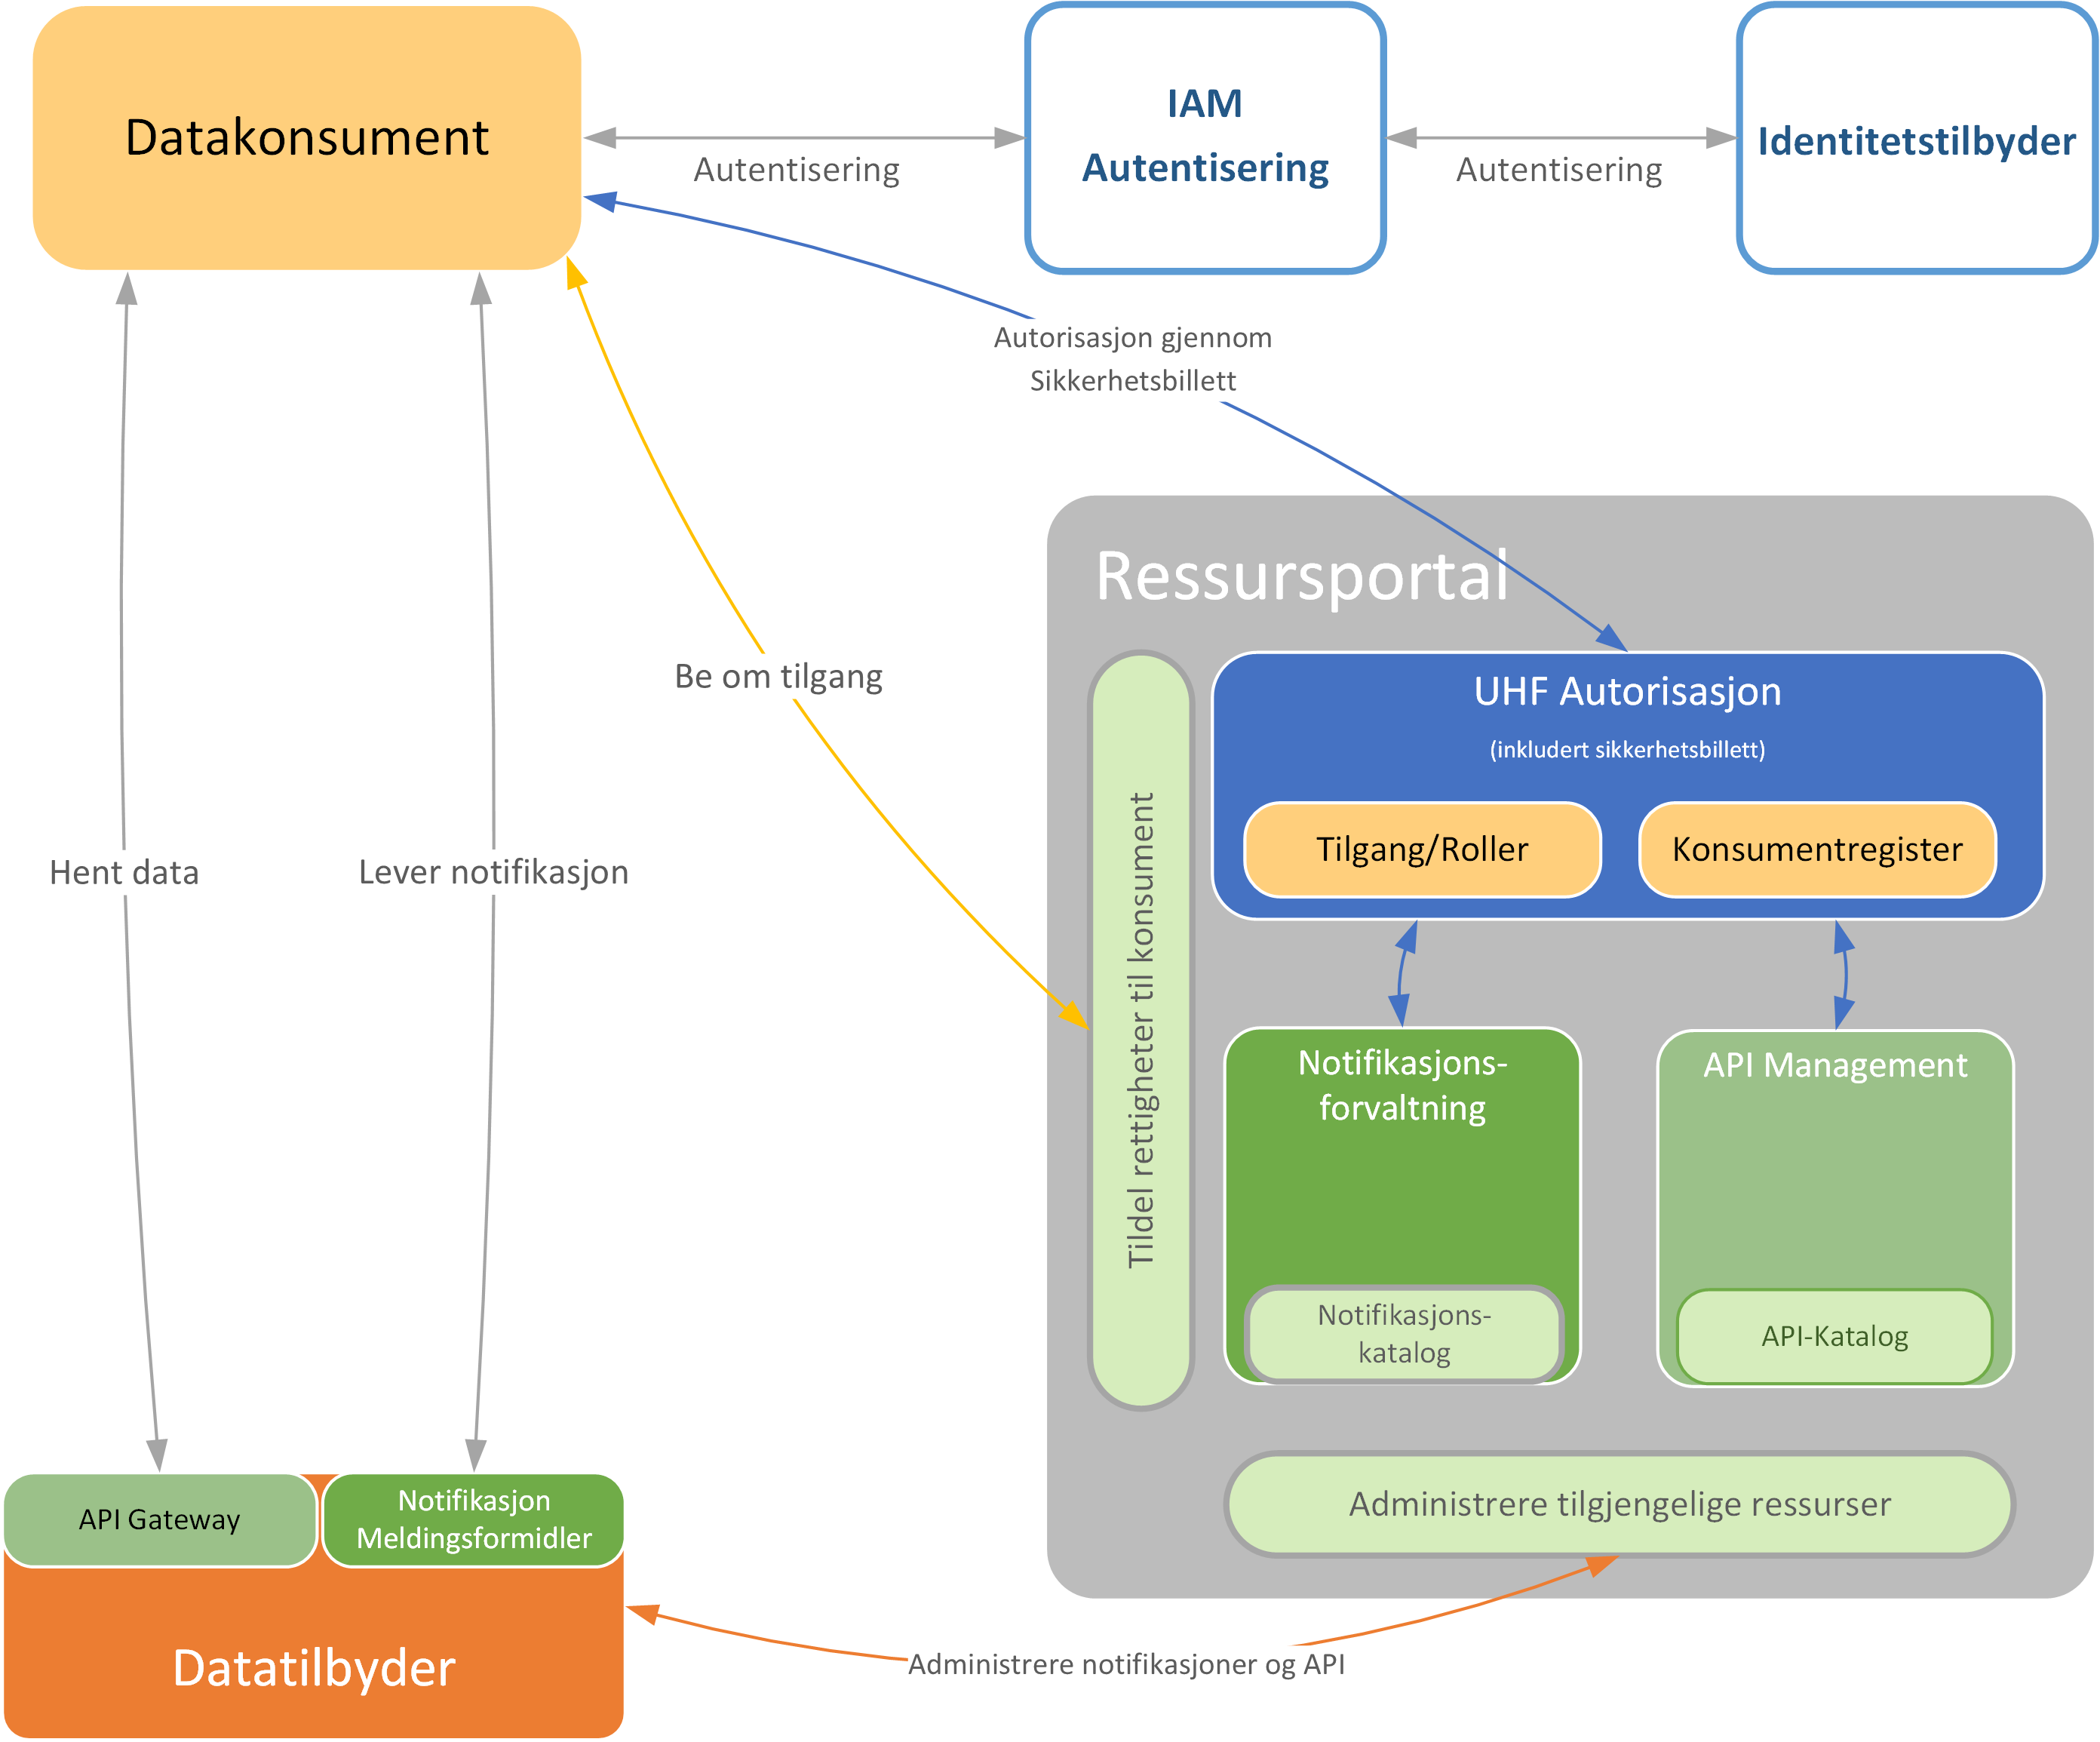 Datakonsument
IAM
Autentisering
Identitetstilbyder
Autentisering
Autentisering
Autorisasjon gjennom
Sikkerhetsbillett
Ressursportal
Be om tilgang
UHF Autorisasjon
(inkludert sikkerhetsbillett)
Tilgang/Roller
Konsumentregister
Hent data
Lever notifikasjon
Tildel rettigheter til konsument
Notifikasjons-
forvaltning
API Management
Notifikasjons-
katalog
API-Katalog
Administrere tilgjengelige ressurser
API Gateway
Notifikasjon
Meldingsformidler
Datatilbyder
Administrere notifikasjoner og API